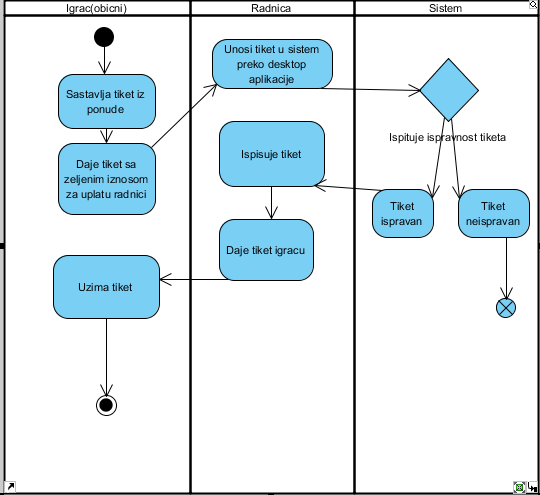 Igrac(obicni)
Radnica
Sistem
Sastavlja tiket iz
ponude
Daje tiket sa
zeljenim iznosom
za uplatu radnici
Unosi tiket u sistem
preko desktop
aplikacije
Ispituje ispravnost tiketa
Tiket
ispravan
Tiket
neispravan
Ispisuje tiket
Daje tiket igracu
Uzima tiket